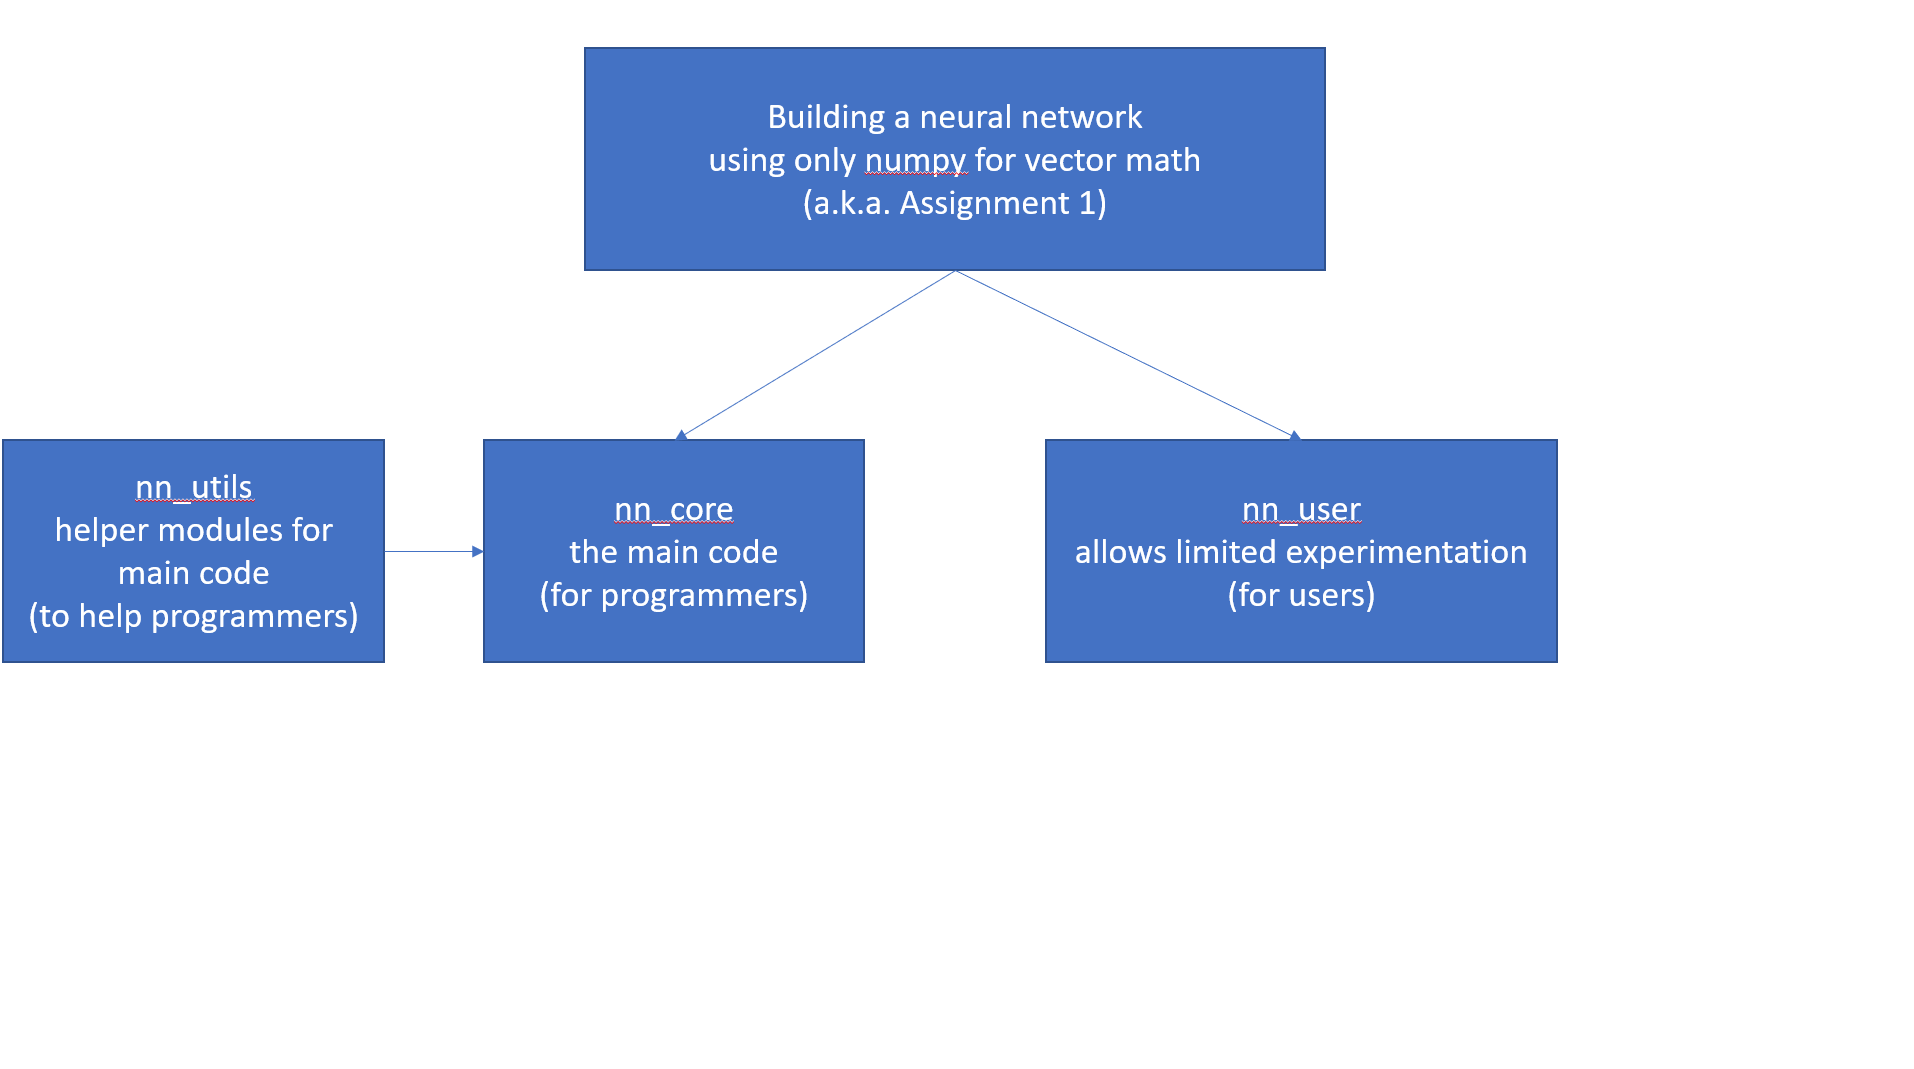 Building a neural network
using only numpy for vector math
(a.k.a. Assignment 1)
nn_utils
helper modules for
main code
(to help programmers)
nn_core
the main code
(for programmers)
nn_user
allows limited experimentation
(for users)